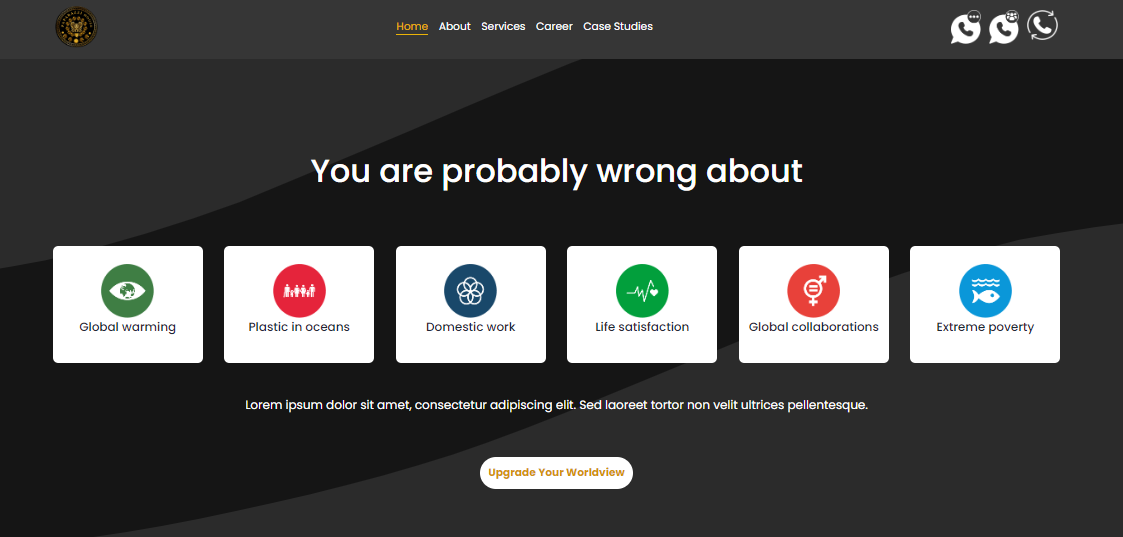 Home About Services Career Case Studies
You are probably wrong about
Global warming
Plastic in oceans
Domestic work
Life satisfaction
Global collaborations
Extreme poverty
Lorem ipsum dolor sit amet, consectetur adipiscing elit. Sed laoreet tortor non velit ultrices pellentesque.
Upgrade Your Worldview